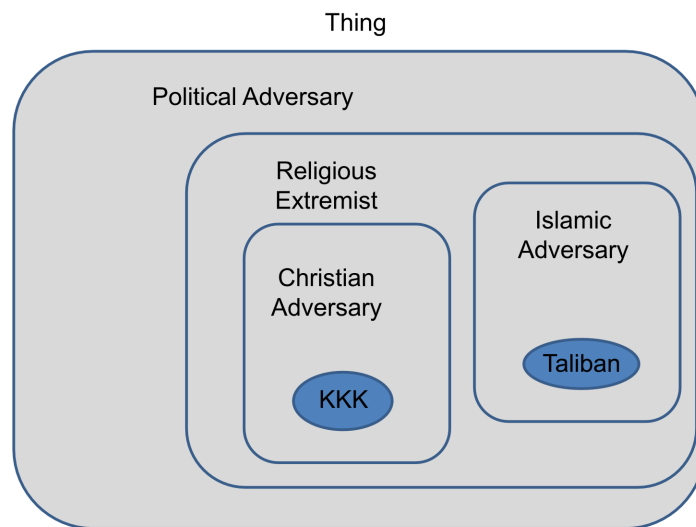 Thing
Political Adversary
Religious
Extremist
Islamic
Adversary
Christian
Adversary
Taliban
KKK